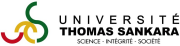 UNIVERSITÉ
THOMAS SANKARA
SCIENCE - INTÉGRITÉ - SOCIÉTÉ